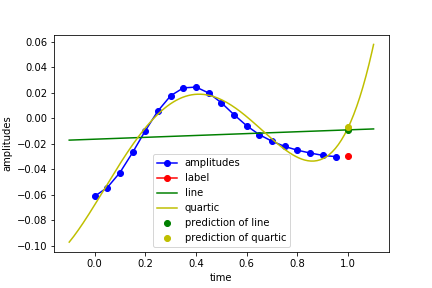 0.06
0.04
0.02
0.00
−0.02
−0.04
−0.06
−0.08
−0.10
amplitudes
amplitudes
label
line
quartic
prediction of line
prediction of quartic
0.0 0.2 0.4 0.6 0.8 1.0
time